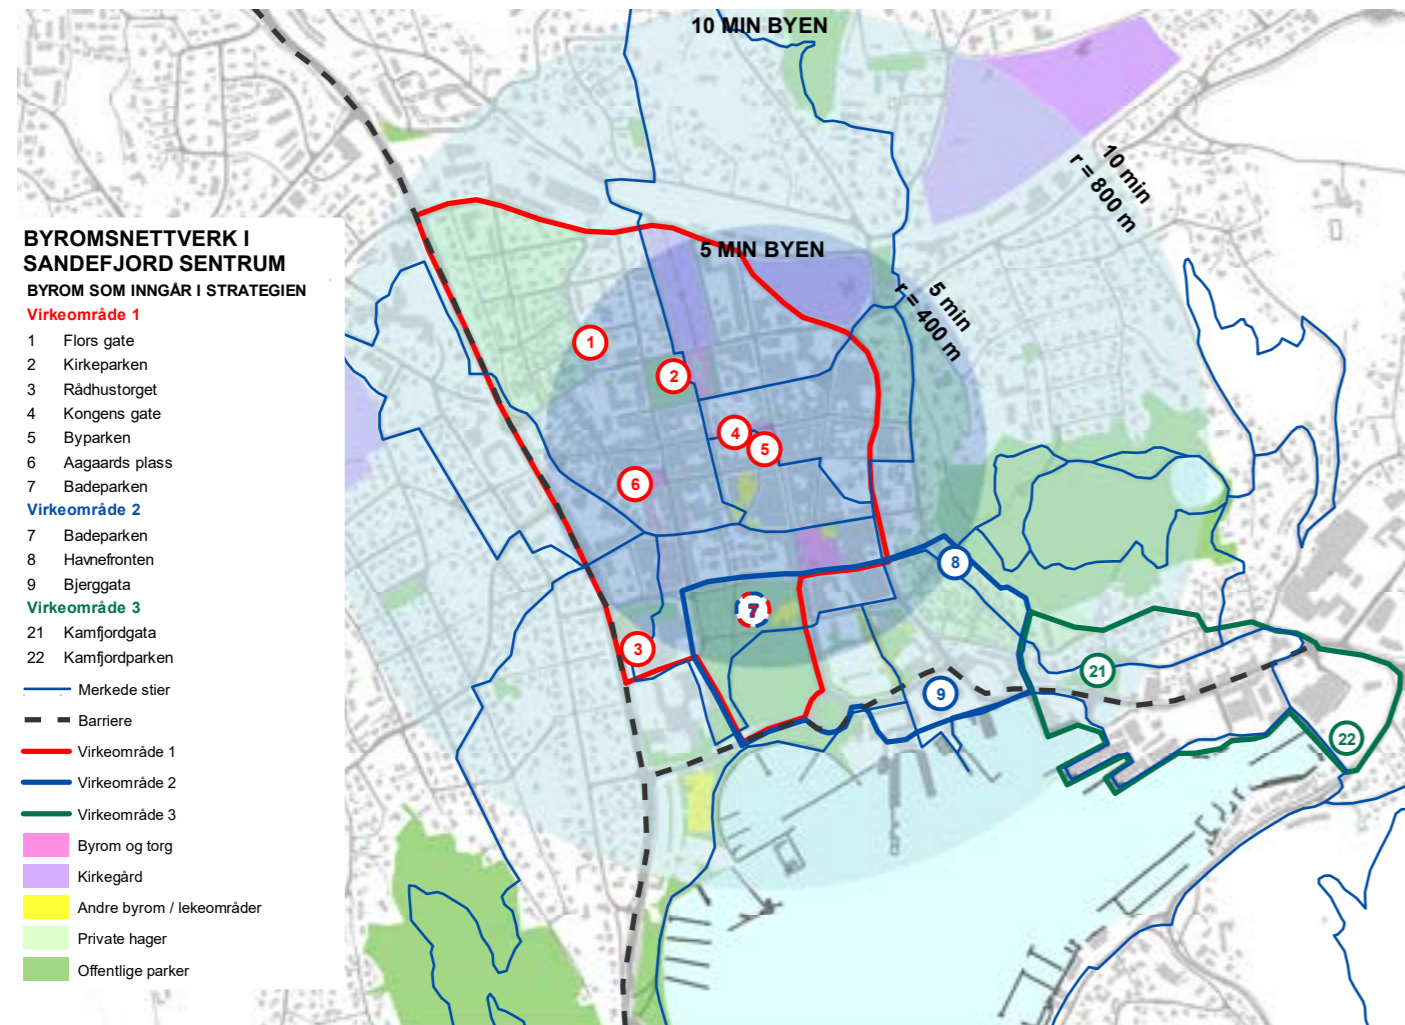 10 MIN BYEN
10 min
r = 800 m
5 MIN BYEN
5 min
r = 400 m
BYROMSNETTVERK I
SANDEFJORD SENTRUM
BYROM SOM INNGÅR I STRATEGIEN
Virkeområde 1
1 Flors gate
2 Kirkeparken
3 Rådhustorget
4 Kongens gate
5 Byparken
6 Aagaards plass
7 Badeparken
Virkeområde 2
7 Badeparken
8 Havnefronten
9 Bjerggata
Virkeområde 3
21 Kamfjordgata
22 Kamfjordparken
Merkede stier
Barriere
Virkeområde 1
Virkeområde 2
Virkeområde 3
Byrom og torg
Kirkegård
Andre byrom / lekeområder
Private hager
Offentlige parker
1
2
4
5
6
8
7
3
21
9
22